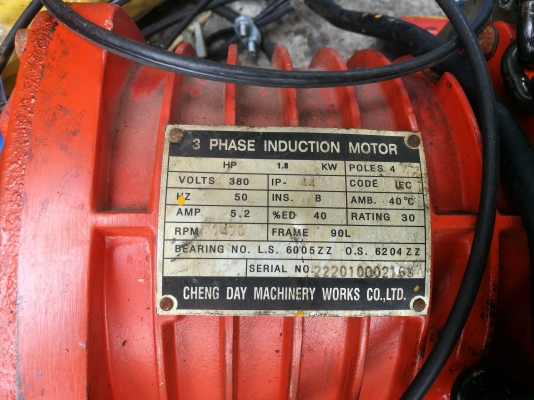 3 PHASE INDUCTION MOTOR
HP 1.8 KW POLES 4
VOLTS 380 IP- 44 CODE IEC
HZ 50 INS. B AMB. 40°C
AMP 5.2 %ED 40 RATING 30
RPM FRAME 90L
BEARING NO. L.S. 6005ZZ O.S. 6204ZZ
SERIAL NO.
CHENG DAY MACHINERY WORKS CO.,LTD.